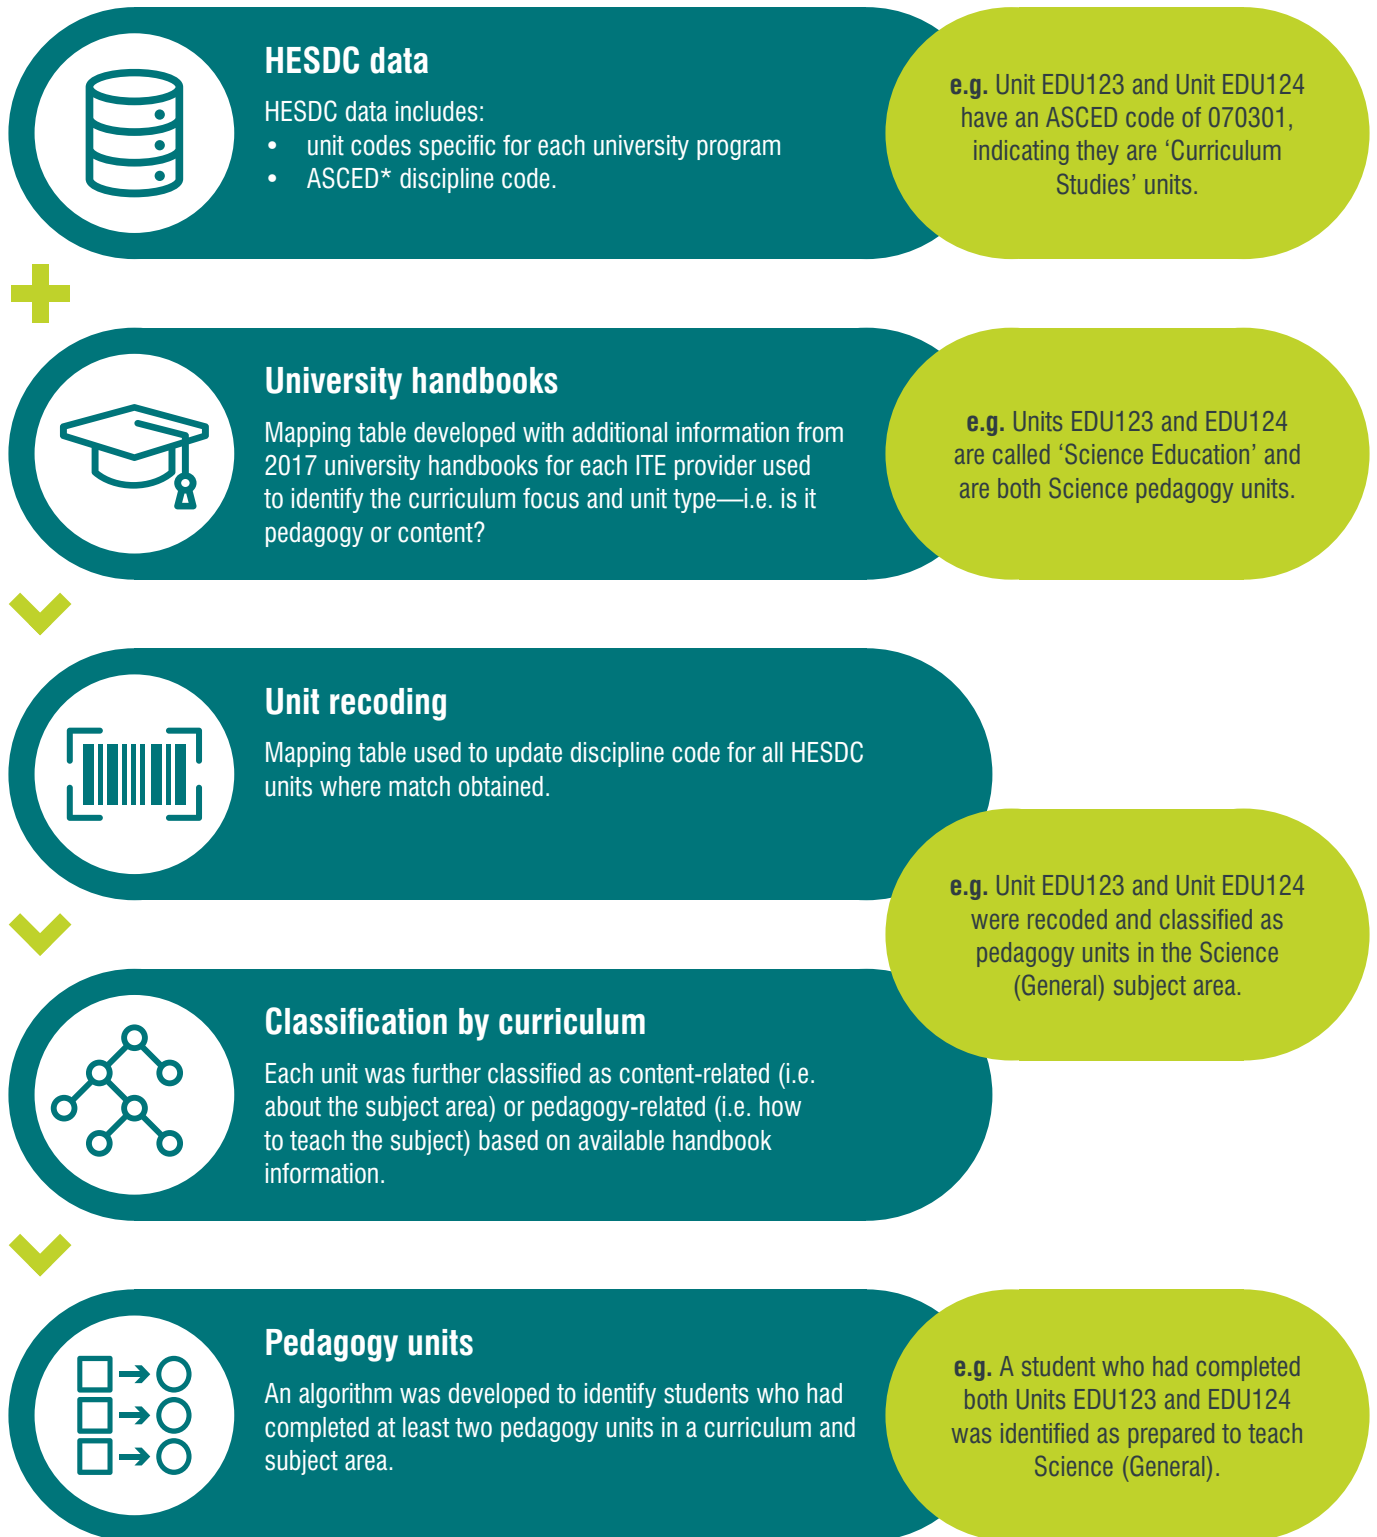 HESDC data
HESDC data includes:
• unit codes specific for each university program
• ASCED* discipline code.
e.g. Unit EDU123 and Unit EDU124
have an ASCED code of 070301,
indicating they are ‘Curriculum
Studies’ units.
University handbooks
Mapping table developed with additional information from
2017 university handbooks for each ITE provider used
to identify the curriculum focus and unit type—i.e. is it
pedagogy or content?
e.g. Units EDU123 and EDU124
are called ‘Science Education’ and
are both Science pedagogy units.
Unit recoding
Mapping table used to update discipline code for all HESDC
units where match obtained.
e.g. Unit EDU123 and Unit EDU124
were recoded and classified as
pedagogy units in the Science
(General) subject area.
Classification by curriculum
Each unit was further classified as content-related (i.e.
about the subject area) or pedagogy-related (i.e. how
to teach the subject) based on available handbook
information.
Pedagogy units
An algorithm was developed to identify students who had
completed at least two pedagogy units in a curriculum and
subject area.
e.g. A student who had completed
both Units EDU123 and EDU124
was identified as prepared to teach
Science (General).